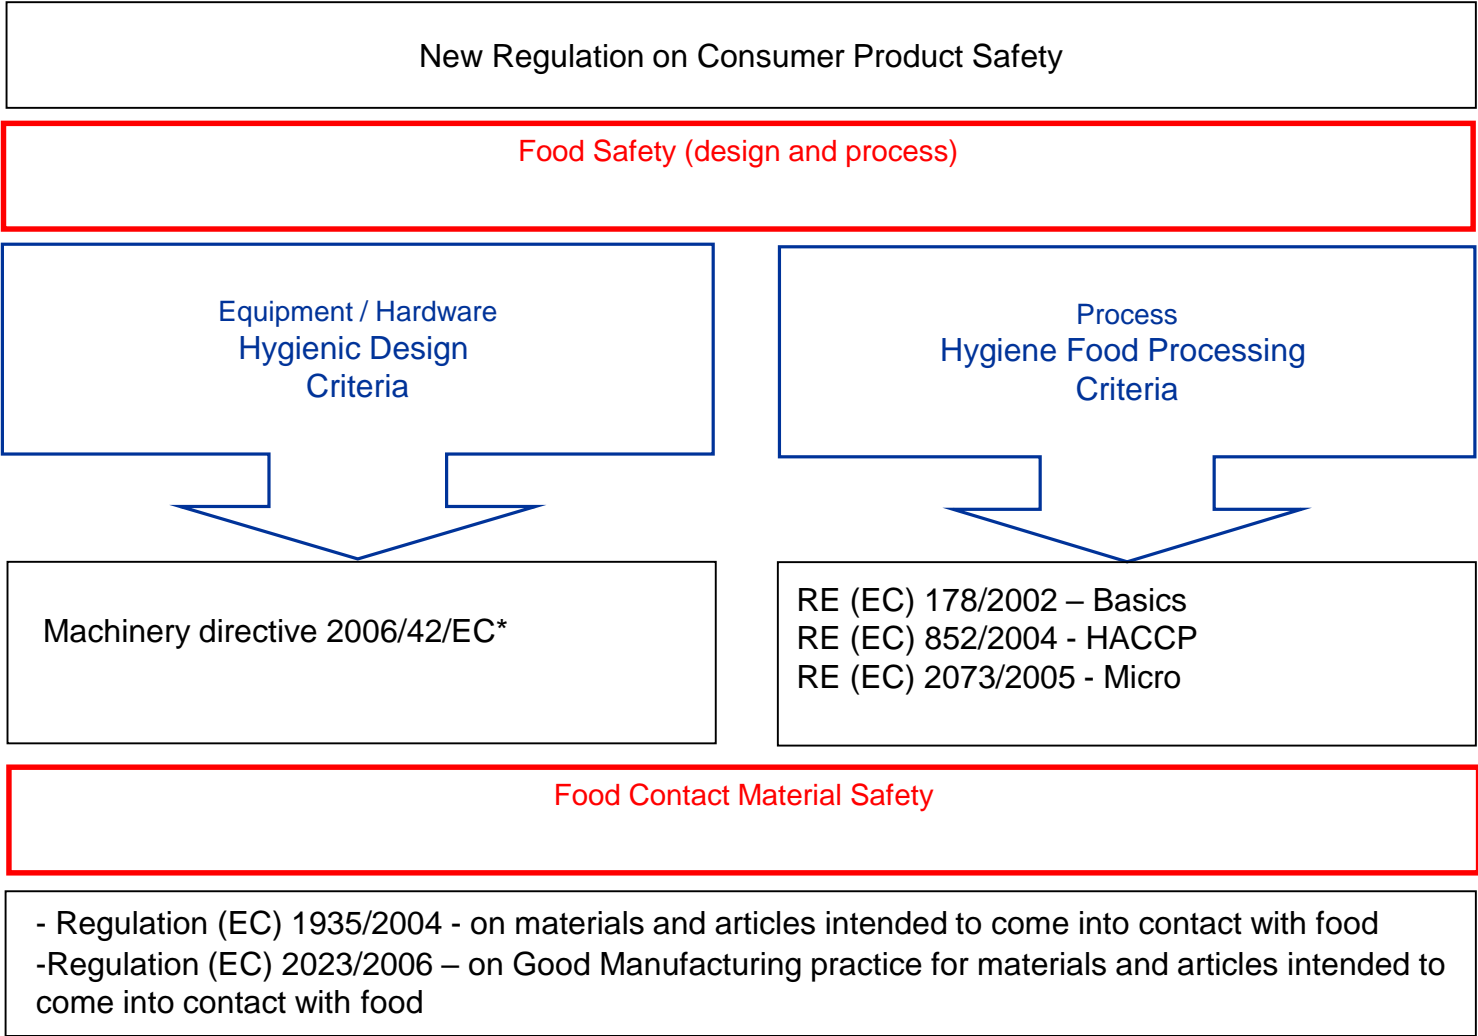 New Regulation on Consumer Product Safety
Food Safety (design and process)
Equipment / Hardware
Hygienic Design
Criteria
Process
Hygiene Food Processing
Criteria
Machinery directive 2006/42/EC*
RE (EC) 178/2002 – Basics
RE (EC) 852/2004 - HACCP
RE (EC) 2073/2005 - Micro
Food Contact Material Safety
- Regulation (EC) 1935/2004 - on materials and articles intended to come into contact with food
-Regulation (EC) 2023/2006 – on Good Manufacturing practice for materials and articles intended to
come into contact with food